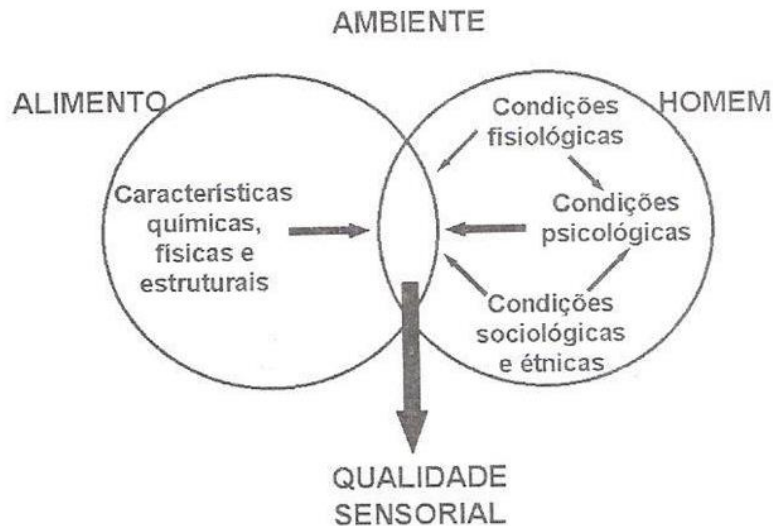 AMBIENTE
ALIMENTO
HOMEM
Condições
fisiológicas
Características
químicas,
físicas e
estruturais
Condições
psicológicas
Condições
sociológicas
e étnicas
QUALIDADE
SENSORIAL